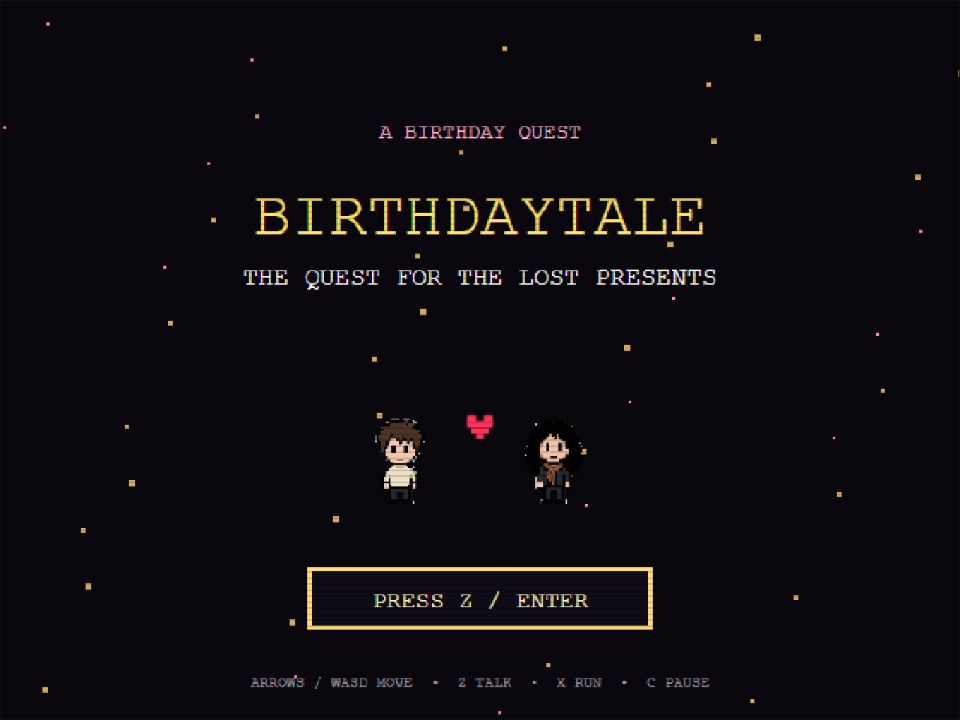 A BIRTHDAY QUEST
BIRTHDAYTALE
THE QUEST FOR THE LOST PRESENTS
PRESS Z / ENTER
ARROWS / WASD MOVE • Z TALK • X RUN • C PAUSE